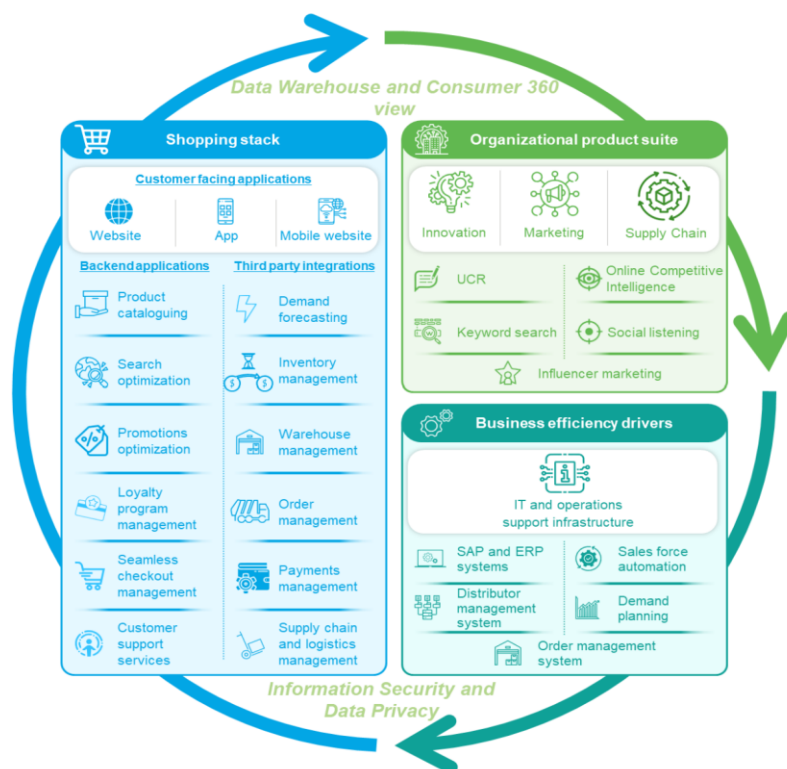 Data Warehouse and Consumer 360
view
Shopping stack
Customer facing applications
Website
App
Mobile website
Backend applications
Third party integrations
Product
cataloguing
Demand
forecasting
Search
optimization
Inventory
management
Promotions
optimization
Warehouse
management
Loyalty
program
management
Order
management
Seamless
checkout
management
Payments
management
Customer
support
services
Supply chain
and logistics
management
Organizational product suite
Innovation
Marketing
Supply Chain
UCR
Online Competitive
Intelligence
Keyword search
Social listening
Influencer marketing
Business efficiency drivers
IT and operations
support infrastructure
SAP and ERP
systems
Sales force
automation
Distributor
management
system
Demand
planning
Order management
system
Information Security and
Data Privacy